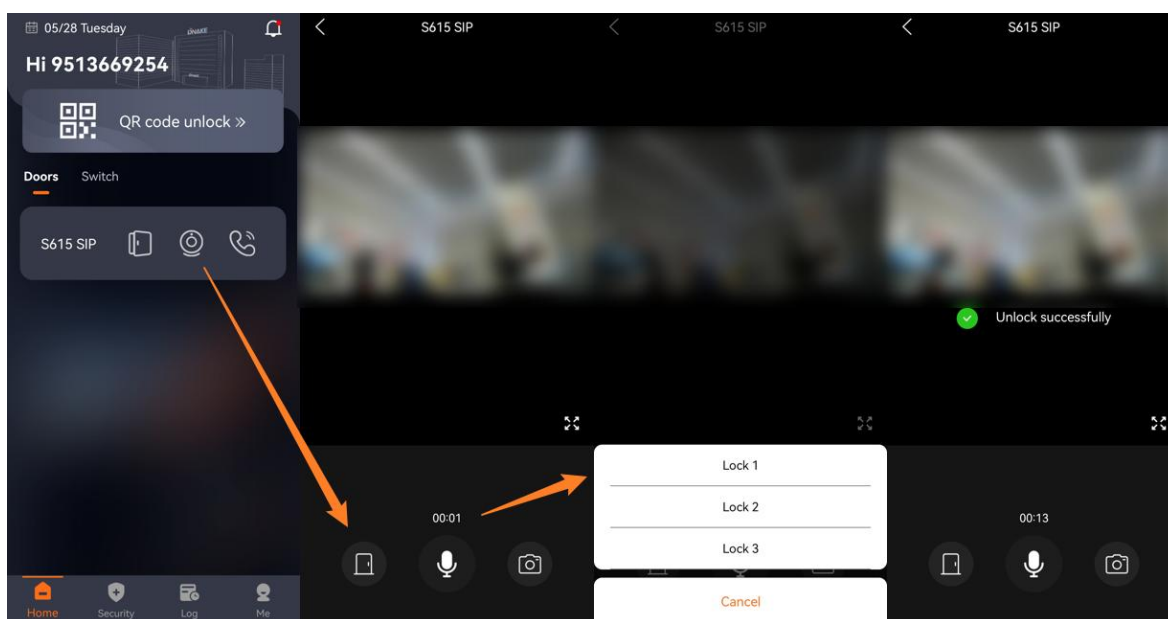 05/28 Tuesday
Hi 9513669254
QR code unlock »
Doors Switch
S615 SIP
Home Security Log Me
S615 SIP
00:01
S615 SIP
Lock 1
Lock 2
Lock 3
Cancel
S615 SIP
Unlock successfully
00:13